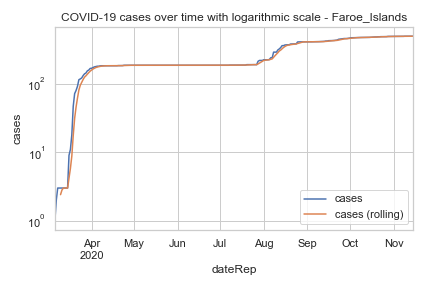 COVID-19 cases over time with logarithmic scale - Faroe_Islands
cases
10²
10¹
10⁰
Apr
2020
May
Jun
Jul
Aug
Sep
Oct
Nov
dateRep
cases
cases (rolling)